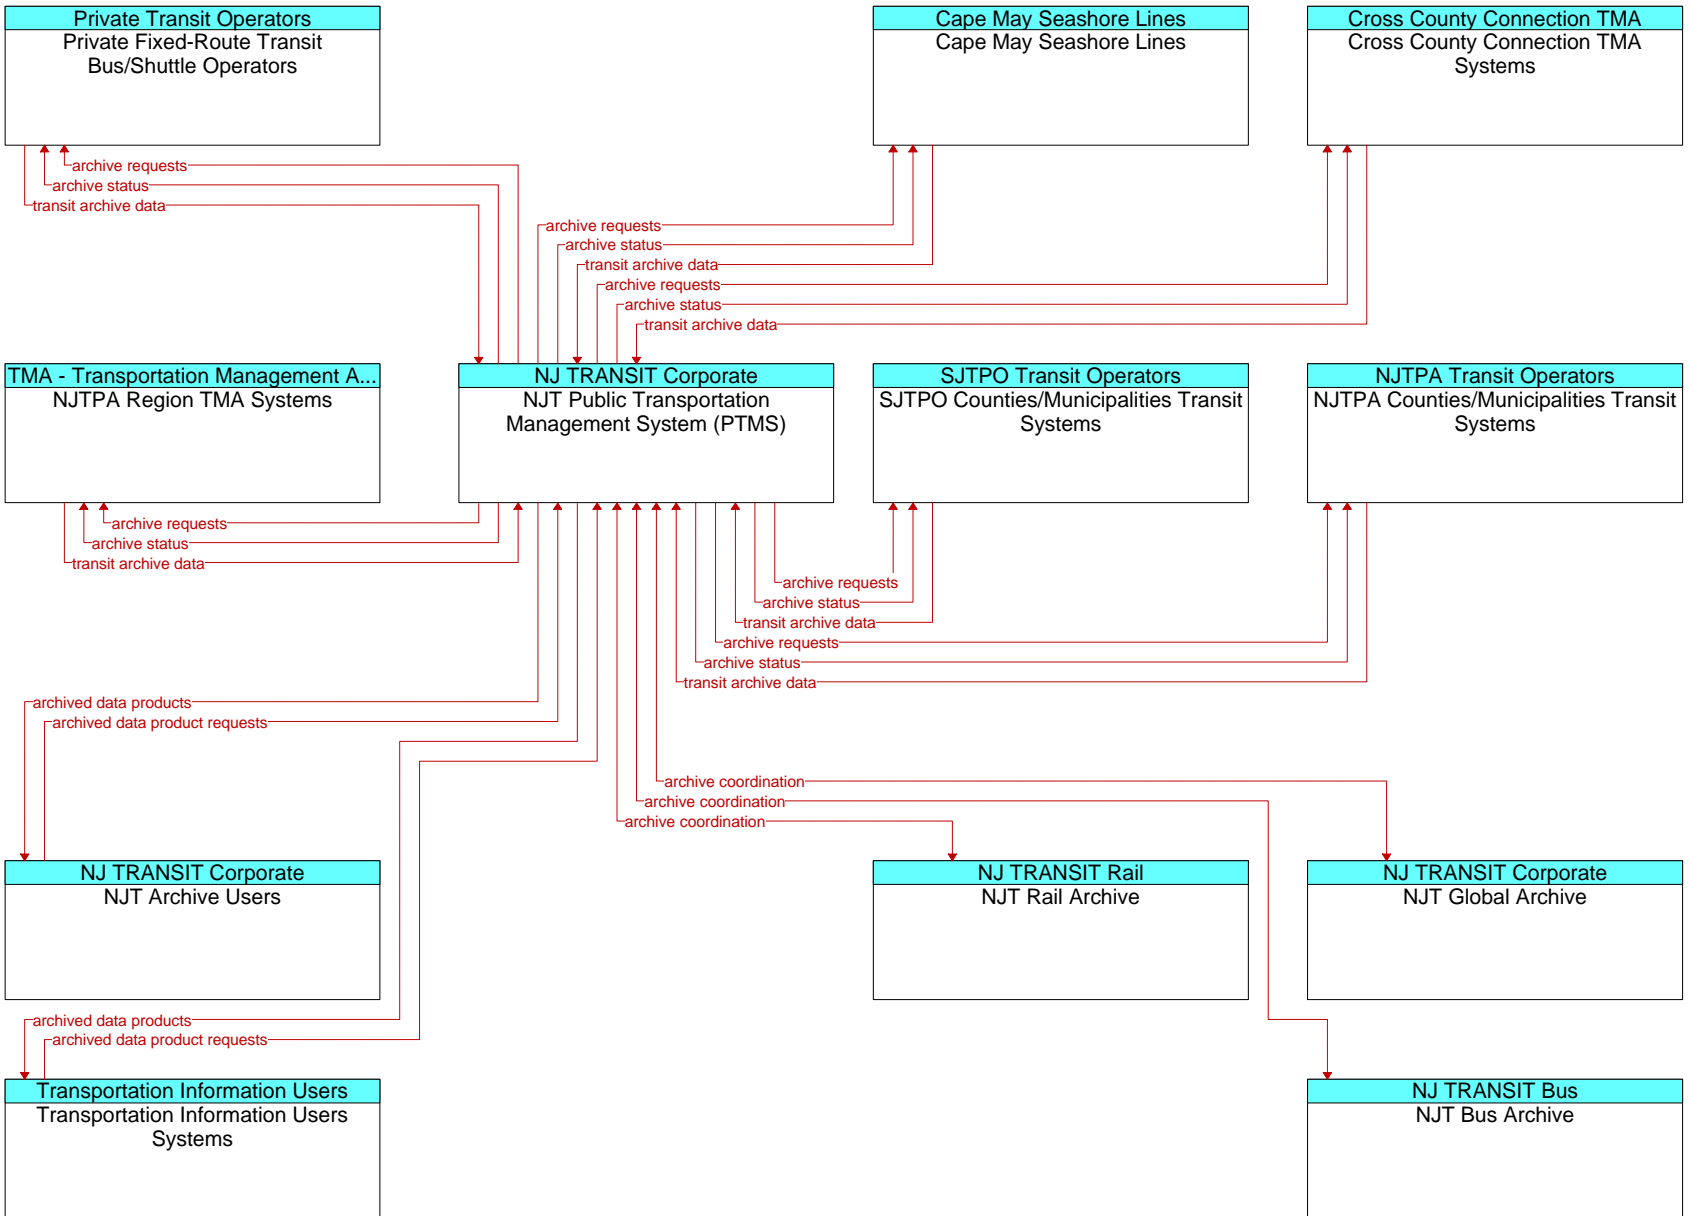 Private Transit Operators
Private Fixed-Route Transit
Bus/Shuttle Operators
Cape May Seashore Lines
Cape May Seashore Lines
Cross County Connection TMA
Cross County Connection TMA
Systems
archive requests
archive status
transit archive data
archive requests
archive status
transit archive data
archive requests
archive status
transit archive data
TMA - Transportation Management A...
NJTPA Region TMA Systems
NJ TRANSIT Corporate
NJT Public Transportation
Management System (PTMS)
SJTPO Transit Operators
SJTPO Counties/Municipalities Transit
Systems
NJTPA Transit Operators
NJTPA Counties/Municipalities Transit
Systems
archive requests
archive status
transit archive data
archive requests
archive status
transit archive data
archive requests
archive status
transit archive data
archived data products
archived data product requests
archive coordination
archive coordination
archive coordination
NJ TRANSIT Corporate
NJT Archive Users
NJ TRANSIT Rail
NJT Rail Archive
NJ TRANSIT Corporate
NJT Global Archive
archived data products
archived data product requests
Transportation Information Users
Transportation Information Users
Systems
NJ TRANSIT Bus
NJT Bus Archive